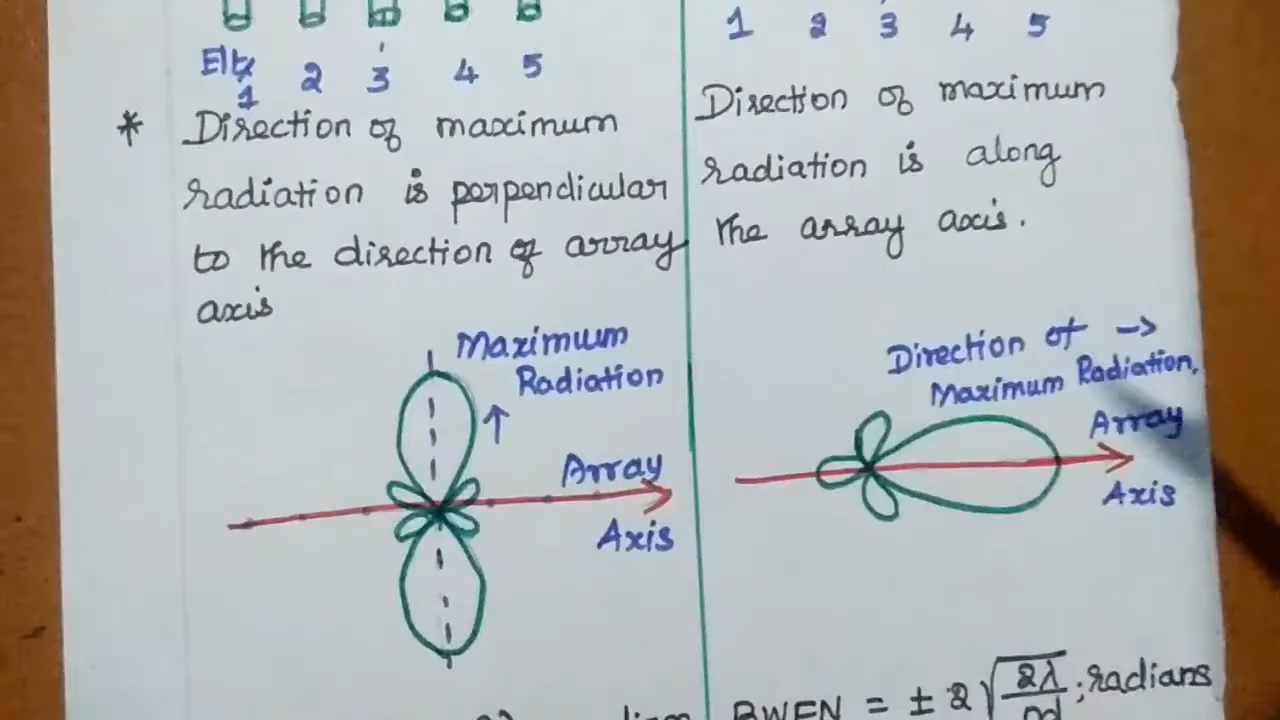 1 2 3 4 5
Elts 1 2 3 4 5
* Direction of maximum
radiation is perpendicular
to the direction of array
axis
Maximum
Radiation
↑
Array
Axis
Direction of maximum
radiation is along
the array axis.
Direction of →
Maximum Radiation,
Array
Axis
BWFN = ± 2 √2λ/nd ; radians